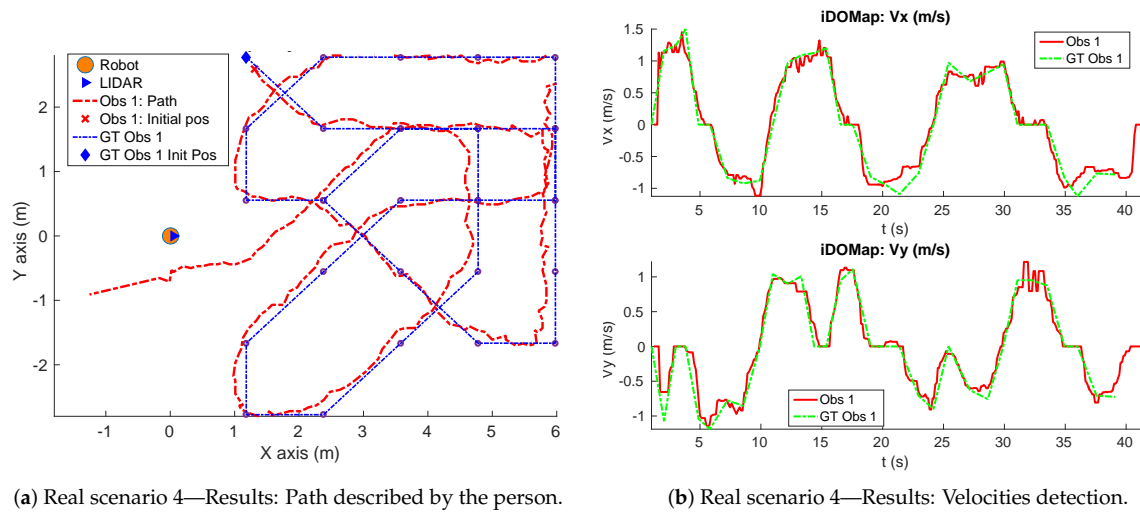 Robot
LIDAR
Obs 1: Path
Obs 1: Initial pos
GT Obs 1
GT Obs 1 Init Pos
2
1
0
-1
-2
Y axis (m)
-1 0 1 2 3 4 5 6
X axis (m)
(a) Real scenario 4—Results: Path described by the person.
iDOMap: Vx (m/s)
Obs 1
GT Obs 1
1
0.5
0
-0.5
-1
Vx (m/s)
5 10 15 20 25 30 35 40
t (s)
iDOMap: Vy (m/s)
1
0.5
0
-0.5
-1
Vy (m/s)
Obs 1
GT Obs 1
5 10 15 20 25 30 35 40
t (s)
(b) Real scenario 4—Results: Velocities detection.